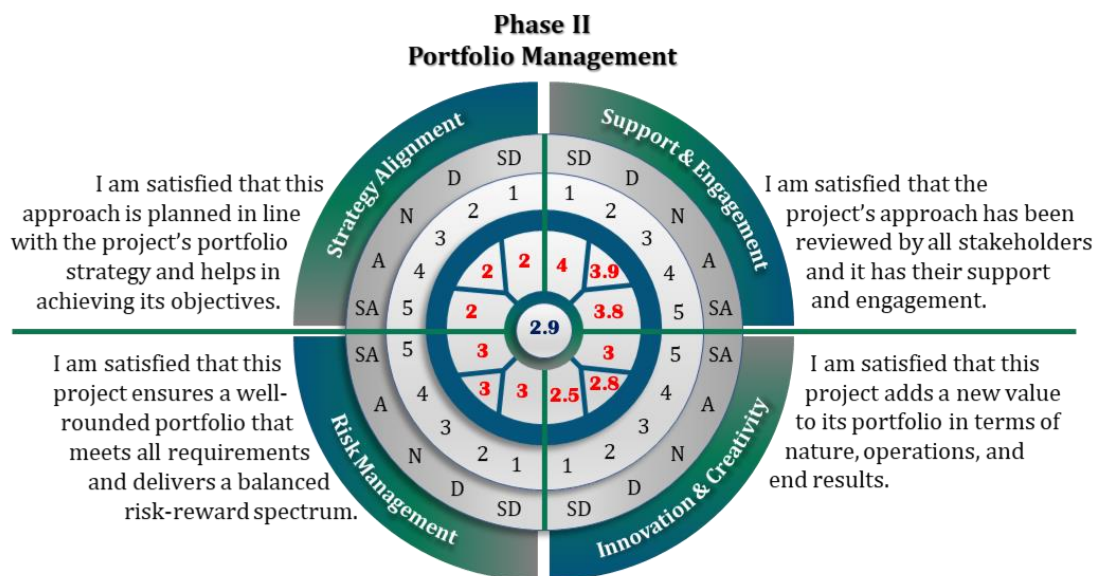 Phase II
Portfolio Management
Strategy Alignment
I am satisfied that this
approach is planned in line
with the project's portfolio
strategy and helps in
achieving its objectives.
SD
D
N
A
SA
1
2
3
4
5
2
2
2
Support & Engagement
I am satisfied that the
project's approach has been
reviewed by all stakeholders
and it has their support
and engagement.
SD
D
N
A
SA
1
2
3
4
5
4
3.9
3.8
2.9
Risk Management
I am satisfied that this
project ensures a well-
rounded portfolio that
meets all requirements
and delivers a balanced
risk-reward spectrum.
SA
A
N
D
SD
5
4
3
2
1
3
3
3
Innovation & Creativity
I am satisfied that this
project adds a new value
to its portfolio in terms of
nature, operations, and
end results.
SA
A
N
D
SD
5
4
3
2
1
3
2.8
2.5